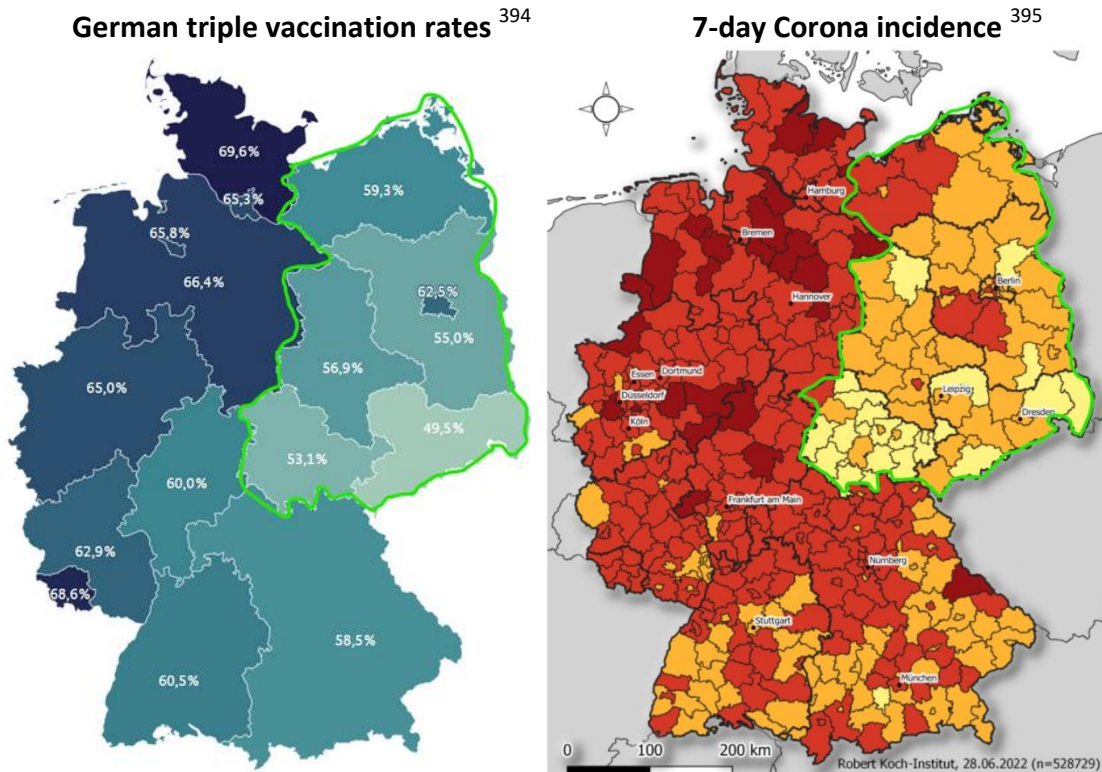 German triple vaccination rates 394
7-day Corona incidence 395
69,6%
65,3%
59,3%
65,8%
66,4%
62,5%
55,0%
56,9%
65,0%
49,5%
53,1%
60,0%
62,9%
68,6%
58,5%
60,5%
Hamburg
Bremen
Berlin
Hannover
Essen
Dortmund
Düsseldorf
Leipzig
Köln
Dresden
Frankfurt am Main
Nürnberg
Stuttgart
München
0 100 200 km
Robert Koch-Institut, 28.06.2022 (n=528729)